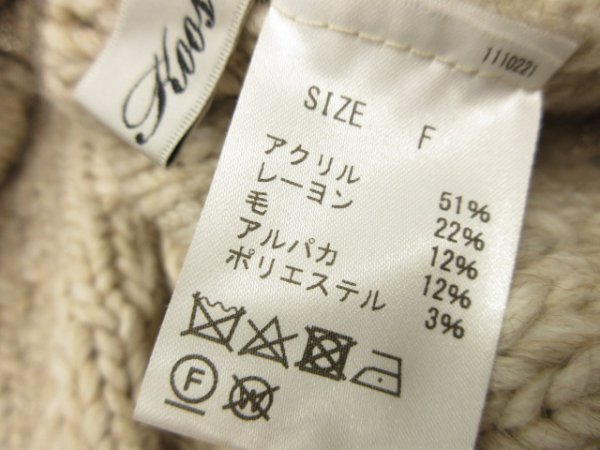 1110221
SIZE F
アクリル 51%
レーヨン 22%
毛 12%
アルパカ 12%
ポリエステル 3%
F W